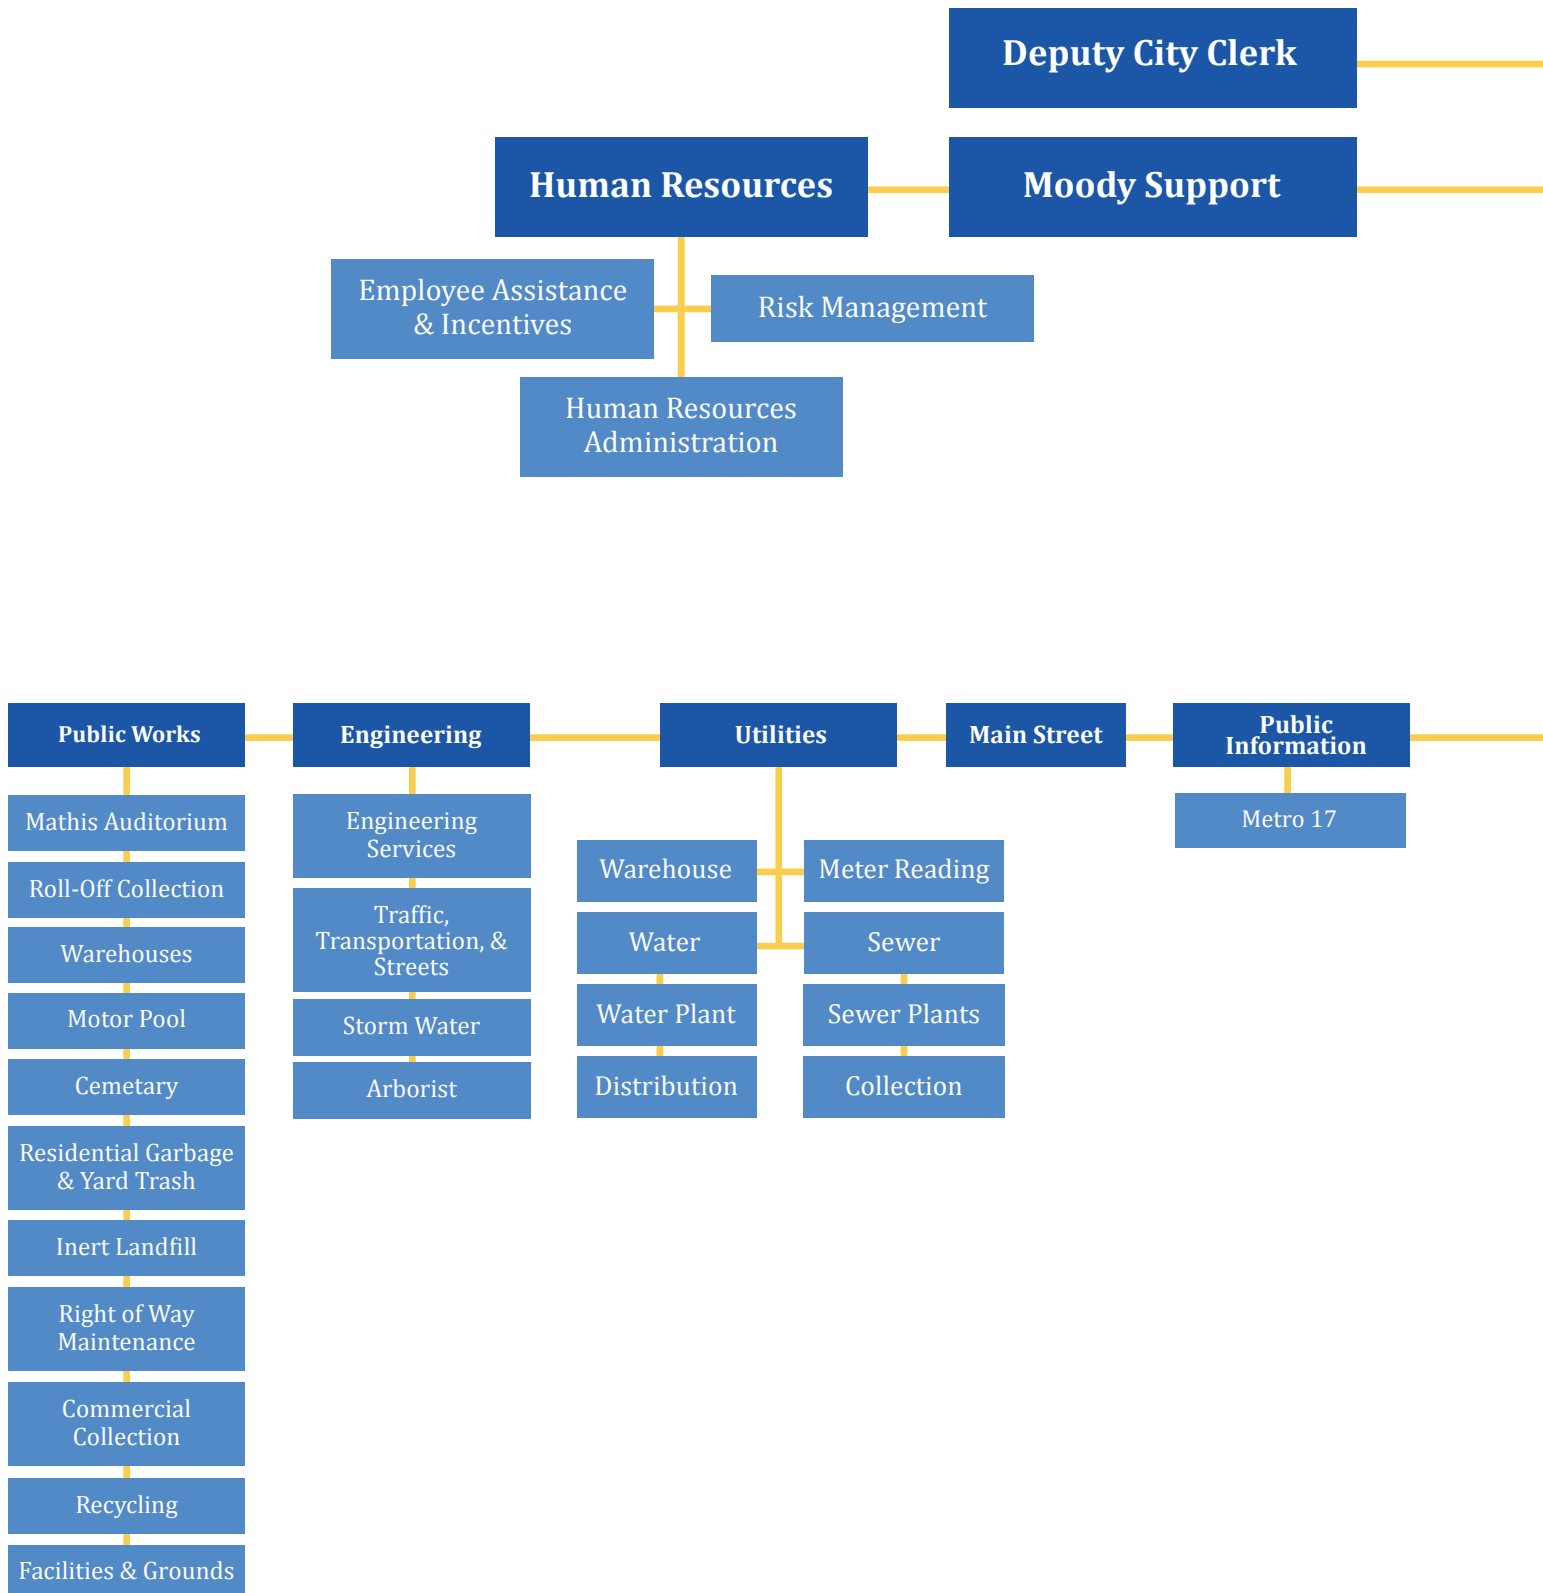 Deputy City Clerk
Human Resources
Moody Support
Employee Assistance
& Incentives
Risk Management
Human Resources
Administration
Public Works
Engineering
Utilities
Main Street
Public
Information
Mathis Auditorium
Roll-Off Collection
Warehouses
Motor Pool
Cemetary
Residential Garbage
& Yard Trash
Inert Landfill
Right of Way
Maintenance
Commercial
Collection
Recycling
Facilities & Grounds
Engineering
Services
Traffic,
Transportation, &
Streets
Storm Water
Arborist
Warehouse
Meter Reading
Water
Sewer
Water Plant
Sewer Plants
Distribution
Collection
Metro 17